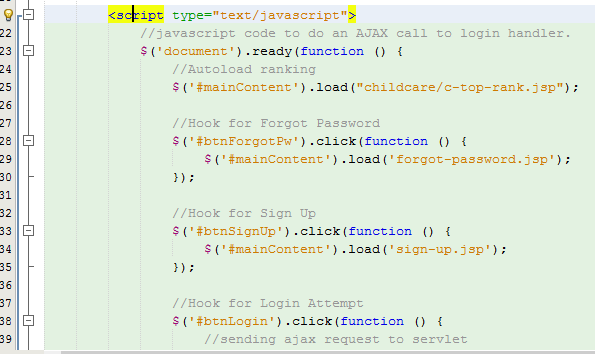 <script type="text/javascript">
22 //javascript code to do an AJAX call to login handler.
23 $('document').ready(function () {
24 //Autoload ranking
25 $('#mainContent').load("childcare/c-top-rank.jsp");
26
27 //Hook for Forgot Password
28 $('#btnForgotPw').click(function () {
29 $('#mainContent').load('forgot-password.jsp');
30 });
31
32 //Hook for Sign Up
33 $('#btnSignUp').click(function () {
34 $('#mainContent').load('sign-up.jsp');
35 });
36
37 //Hook for Login Attempt
38 $('#btnLogin').click(function () {
39 //sending ajax request to servlet